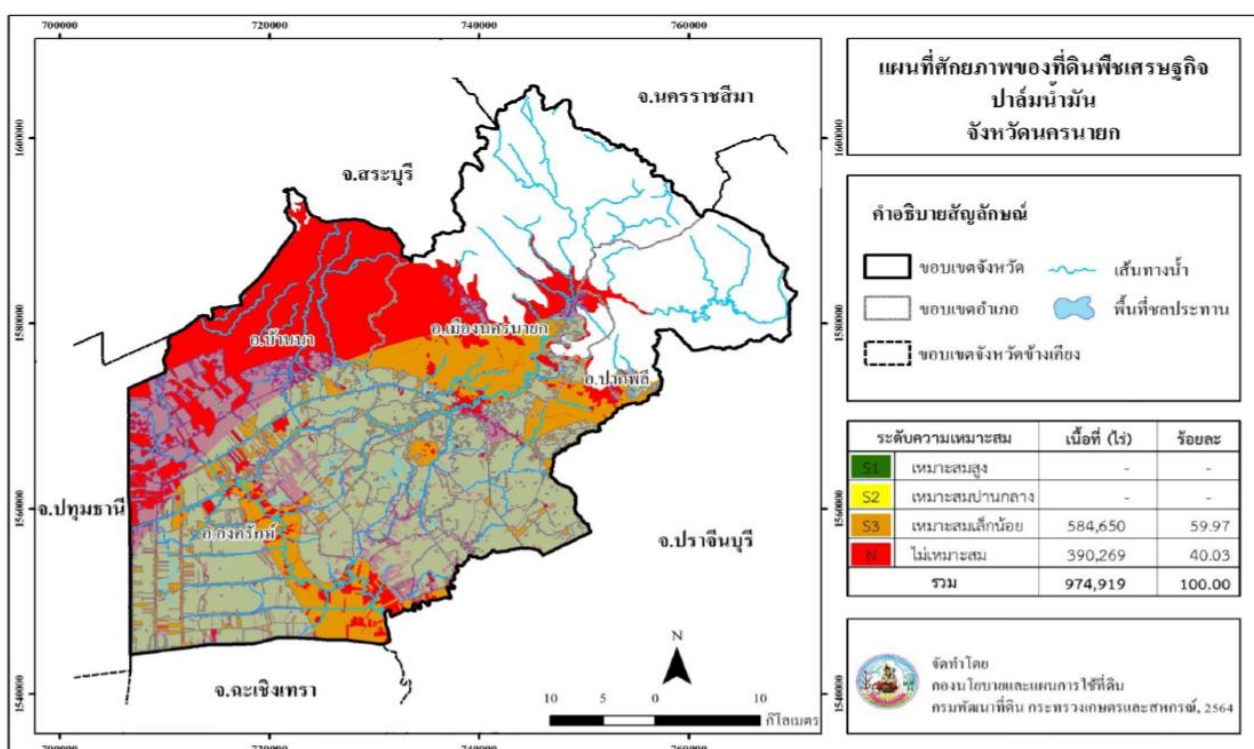 700000
720000
740000
760000
1600000
1580000
1560000
1540000
1600000
1580000
1560000
1540000
จ.นครราชสีมา
จ.สระบุรี
อ.บ้านนา
อ.เมืองนครนายก
อ.ปากพลี
จ.ปทุมธานี
อ.องครักษ์
จ.ปราจีนบุรี
จ.ฉะเชิงเทรา
N
10 5 0 10
กิโลเมตร
700000
720000
740000
760000
แผนที่ศักยภาพของที่ดินพืชเศรษฐกิจ
ปาล์มน้ำมัน
จังหวัดนครนายก
คำอธิบายสัญลักษณ์
ขอบเขตจังหวัด เส้นทางน้ำ
ขอบเขตอำเภอ พื้นที่ชลประทาน
ขอบเขตจังหวัดข้างเคียง
ระดับความเหมาะสม เนื้อที่ (ไร่) ร้อยละ
S1 เหมาะสมสูง - -
S2 เหมาะสมปานกลาง - -
S3 เหมาะสมเล็กน้อย 584,650 59.97
N ไม่เหมาะสม 390,269 40.03
รวม 974,919 100.00
จัดทำโดย
กองนโยบายและแผนการใช้ที่ดิน
กรมพัฒนาที่ดิน กระทรวงเกษตรและสหกรณ์, 2564